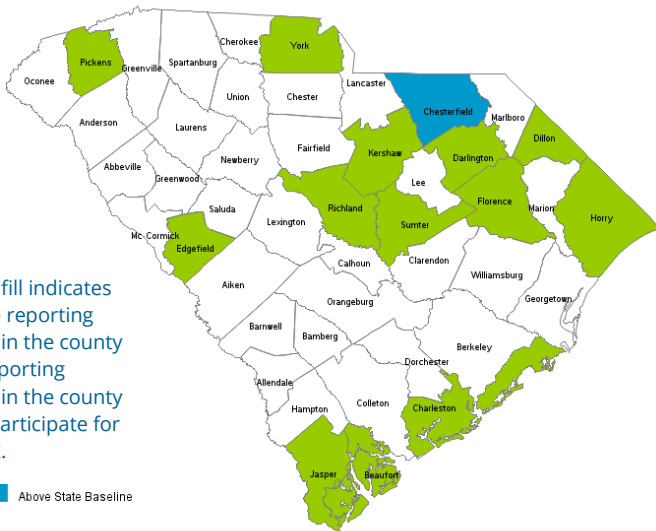 Cherokee
York
Spartanburg
Pickens
Greenville
Oconee
Lancaster
Union
Chester
Chesterfield
Marlboro
Anderson
Laurens
Dillon
Fairfield
Kershaw
Darlington
Newberry
Abbeville
Greenwood
Lee
Florence
Marion
Saluda
Richland
Horry
Lexington
Sumter
Mc Cormick
Edgefield
Calhoun
Clarendon
Williamsburg
Aiken
Orangeburg
Georgetown
Barnwell
Bamberg
Berkeley
Dorchester
Allendale
Hampton
Colleton
Charleston
Jasper
Beaufort
fill indicates
reporting
in the county
porting
in the county
articipate for
Above State Baseline